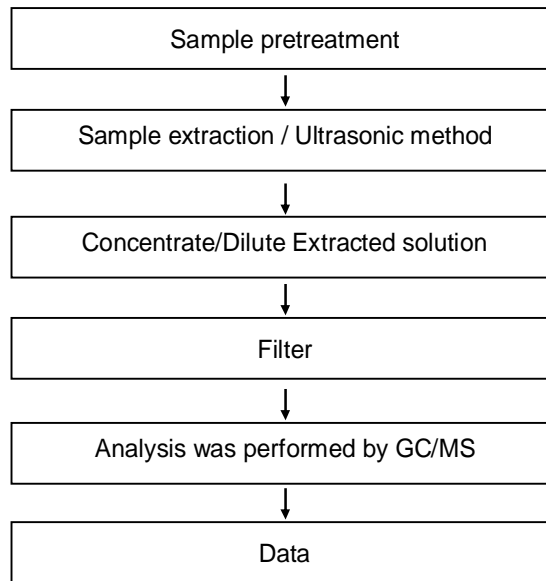 Sample pretreatment
Sample extraction / Ultrasonic method
Concentrate/Dilute Extracted solution
Filter
Analysis was performed by GC/MS
Data